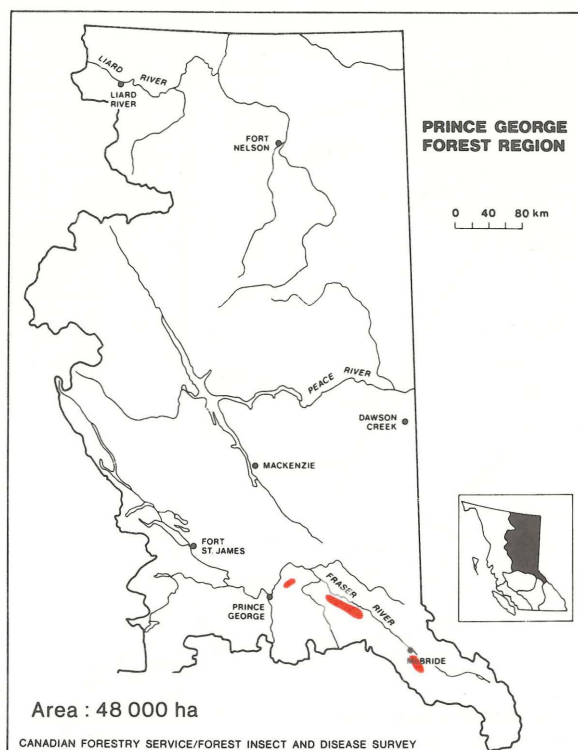 LIARD RIVER
LIARD
RIVER
FORT
NELSON
PRINCE GEORGE
FOREST REGION
0 40 80 km
PEACE RIVER
DAWSON
CREEK
MACKENZIE
FORT
ST. JAMES
FRASER RIVER
PRINCE
GEORGE
McBRIDE
Area : 48 000 ha
CANADIAN FORESTRY SERVICE/FOREST INSECT AND DISEASE SURVEY